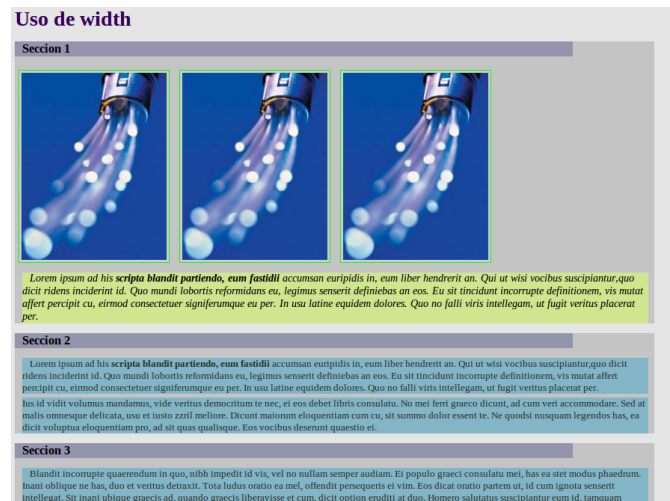 Uso de width
Seccion 1
Lorem ipsum ad his scripta blandit partiendo, eum fastidii accumsan euripidis in, eum liber hendrerit an. Qui ut wisi vocibus suscipiantur,quo
dicit ridens inciderint id. Quo mundi lobortis reformidans eu, legimus senserit definiebas an eos. Eu sit tincidunt incorrupte definitionem, vis mutat
affert percipit cu, eirmod consectetuer signiferumque eu per. In usu latine equidem dolores. Quo no falli viris intellegam, ut fugit veritus placerat
per.
Seccion 2
Lorem ipsum ad his scripta blandit partiendo, eum fastidii accumsan euripidis in, eum liber hendrerit an. Qui ut wisi vocibus suscipiantur,quo dicit
ridens inciderint id. Quo mundi lobortis reformidans eu, legimus senserit definiebas an eos. Eu sit tincidunt incorrupte definitionem, vis mutat affert
percipit cu, eirmod consectetuer signiferumque eu per. In usu latine equidem dolores. Quo no falli viris intellegam, ut fugit veritus placerat per.
Ius id vidit volumus mandamus, vide veritus democritum te nec, ei eos debet libris consulatu. No mei ferri graeco dicunt, ad cum veri accommodare. Sed at
malis omnesque delicata, usu et iusto zzril meliore. Dicunt maiorum eloquentiam cum cu, sit summo dolor essent te. Ne quodsi nusquam legendos has, ea
dicit voluptua eloquentiam pro, ad sit quas qualisque. Eos vocibus deserunt quaestio ei.
Seccion 3
Blandit incorrupte quaerendum in quo, nibh impedit id vis, vel no nullam semper audiam. Ei populo graeci consulatu mei, has ea stet modus phaedrum.
Inani oblique ne has, duo et veritus detraxit. Tota ludus oratio ea mel, offendit persequeris ei vim. Eos dicat oratio partem ut, id cum ignota senserit
intellegat. Sit inani ubique graecis ad, quando graecis liberavisse et cum, dicit option eruditi at duo. Homero salutatus suscipiantur eum id, tamquam